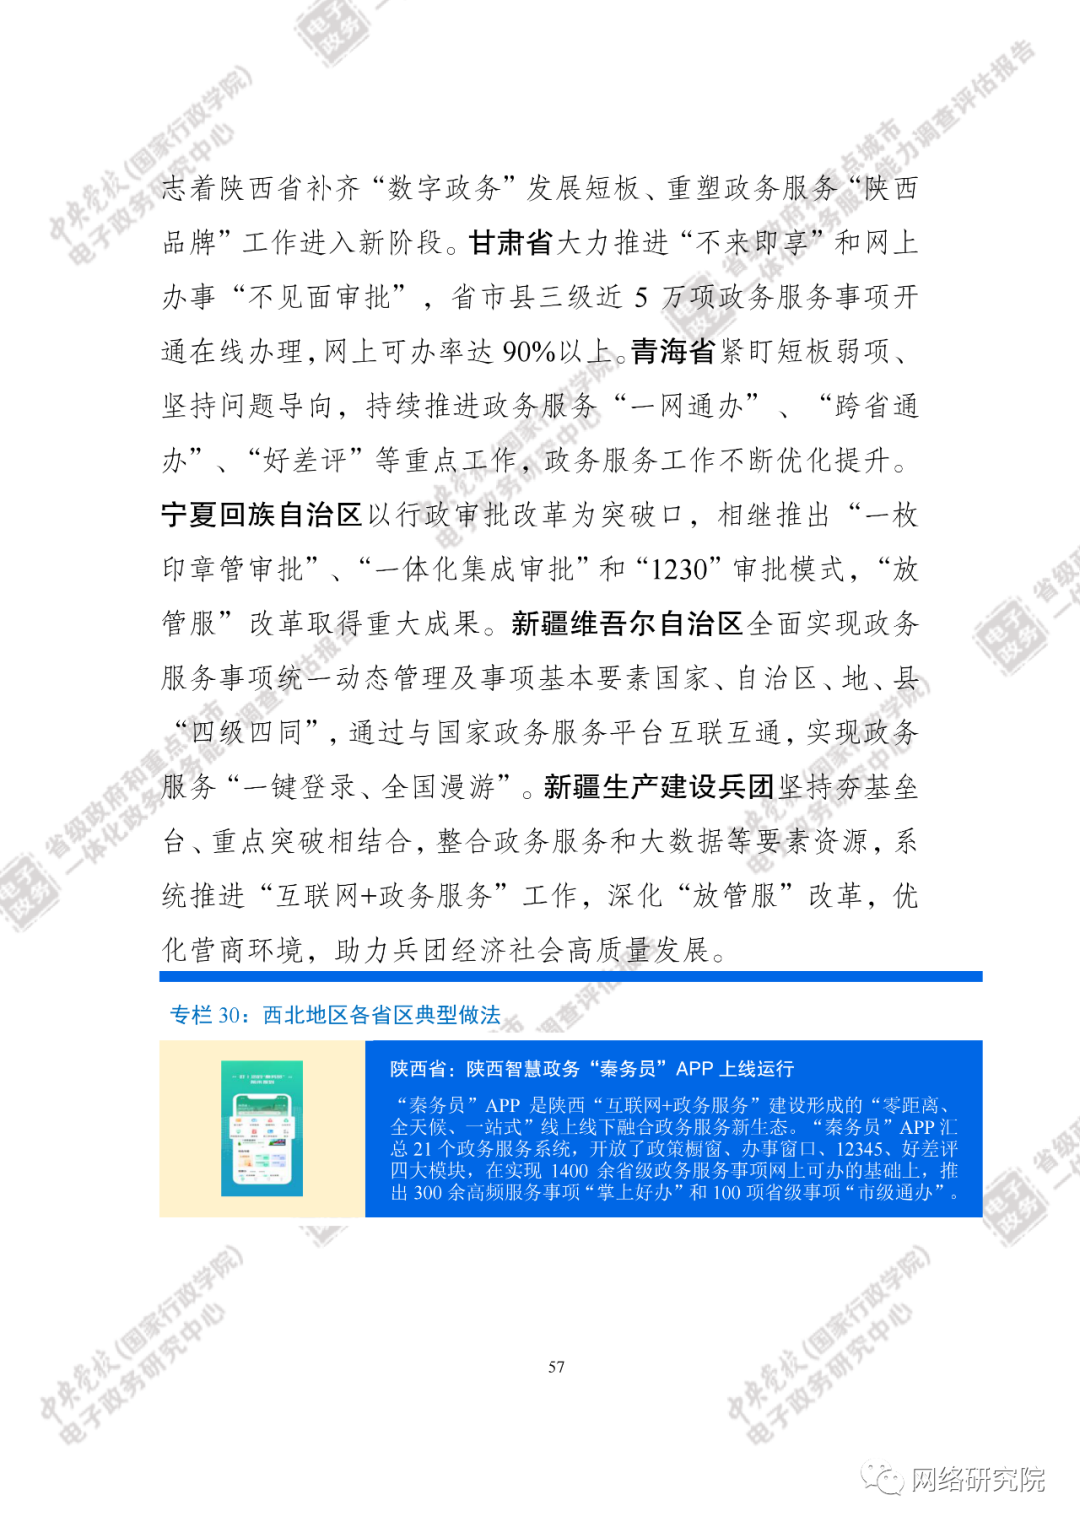 志着陕西省补齐“数字政务”发展短板、重塑政务服务“陕西
品牌”工作进入新阶段。甘肃省大力推进“不来即享”和网上
办事“不见面审批”，省市县三级近 5 万项政务服务事项开
通在线办理，网上可办率达 90%以上。青海省紧盯短板弱项、
坚持问题导向，持续推进政务服务“一网通办”、“跨省通
办”、“好差评”等重点工作，政务服务工作不断优化提升。
宁夏回族自治区以行政审批改革为突破口，相继推出“一枚
印章管审批”、“一体化集成审批”和“1230”审批模式，“放
管服”改革取得重大成果。新疆维吾尔自治区全面实现政务
服务事项统一动态管理及事项基本要素国家、自治区、地、县
“四级四同”，通过与国家政务服务平台互联互通，实现政务
服务“一键登录、全国漫游”。新疆生产建设兵团坚持夯基垒
台、重点突破相结合，整合政务服务和大数据等要素资源，系
统推进“互联网+政务服务”工作，深化“放管服”改革，优
化营商环境，助力兵团经济社会高质量发展。
专栏 30：西北地区各省区典型做法
陕西省：陕西智慧政务“秦务员”APP 上线运行
“秦务员”APP 是陕西“互联网+政务服务”建设形成的“零距离、
全天候、一站式”线上线下融合政务服务新生态。“秦务员”APP 汇
总 21 个政务服务系统，开放了政策橱窗、办事窗口、12345、好差评
四大模块，在实现 1400 余省级政务服务事项网上可办的基础上，推
出 300 余高频服务事项“掌上好办”和 100 项省级事项“市级通办”。
57
中央党校(国家行政学院)
电子政务研究中心
网络研究院